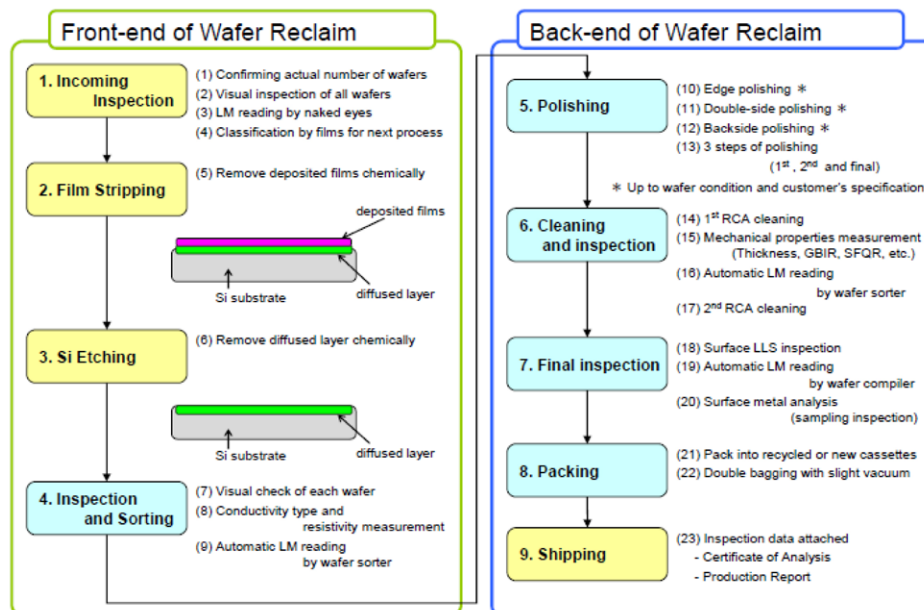 Front-end of Wafer Reclaim
1. Incoming
Inspection
(1) Confirming actual number of wafers
(2) Visual inspection of all wafers
(3) LM reading by naked eyes
(4) Classification by films for next process
2. Film Stripping
(5) Remove deposited films chemically
deposited films
Si substrate
diffused layer
3. Si Etching
(6) Remove diffused layer chemically
Si substrate
diffused layer
4. Inspection
and Sorting
(7) Visual check of each wafer
(8) Conductivity type and
resistivity measurement
(9) Automatic LM reading
by wafer sorter
Back-end of Wafer Reclaim
5. Polishing
(10) Edge polishing *
(11) Double-side polishing *
(12) Backside polishing *
(13) 3 steps of polishing
(1st , 2nd and final)
* Up to wafer condition and customer's specification
6. Cleaning
and inspection
(14) 1st RCA cleaning
(15) Mechanical properties measurement
(Thickness, GBIR, SFQR, etc.)
(16) Automatic LM reading
by wafer sorter
(17) 2nd RCA cleaning
7. Final inspection
(18) Surface LLS inspection
(19) Automatic LM reading
by wafer compiler
(20) Surface metal analysis
(sampling inspection)
8. Packing
(21) Pack into recycled or new cassettes
(22) Double bagging with slight vacuum
9. Shipping
(23) Inspection data attached
- Certificate of Analysis
- Production Report